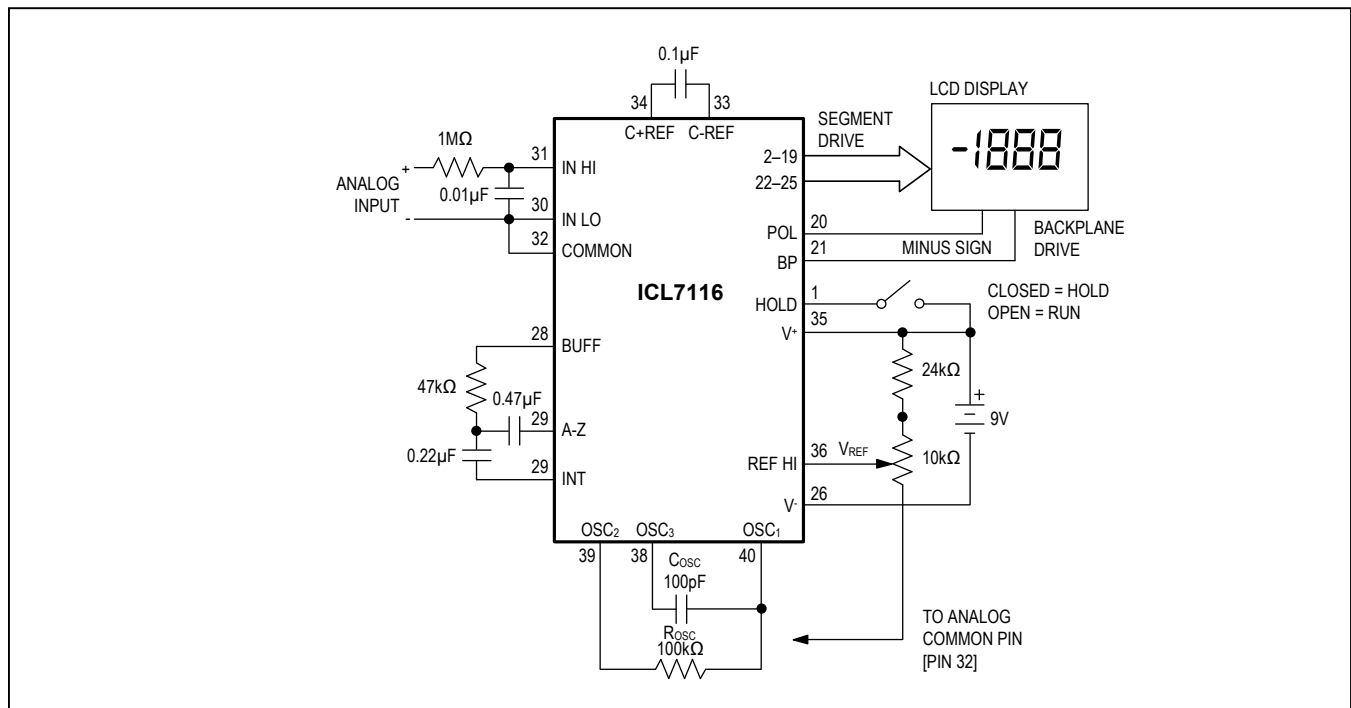 0.1µF
34
33
C+REF
C-REF
LCD DISPLAY
-1888
SEGMENT
DRIVE
2–19
22–25
1MΩ
+
31
IN HI
ANALOG
INPUT
0.01µF
-
30
IN LO
32
COMMON
20
POL
MINUS SIGN
BACKPLANE
DRIVE
21
BP
ICL7116
1
HOLD
CLOSED = HOLD
OPEN = RUN
35
V+
28
BUFF
47kΩ
0.47µF
29
A-Z
0.22µF
29
INT
24kΩ
+
9V
36
REF HI
VREF
10kΩ
26
V-
OSC2
OSC3
OSC1
39
38
40
COSC
100pF
ROSC
100kΩ
TO ANALOG
COMMON PIN
[PIN 32]